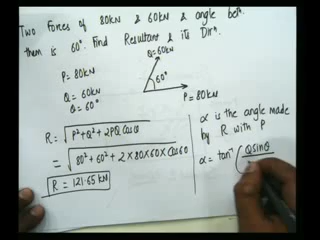 Two Forces of 80kN & 60kN & angle betⁿ
them is 60°. Find Resultant & its Dirⁿ.
P = 80kN
Q = 60kN
θ = 60°
Q = 60kN
60°
P = 80kN
R = √P² + Q² + 2PQ Cosθ
= √80² + 60² + 2 × 80 × 60 × Cos60
R = 121.65 kN
α is the angle made
by R with P
α = tan⁻¹ (Qsinθ